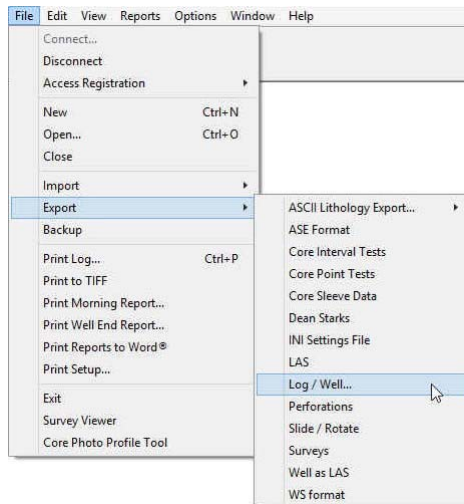 File Edit View Reports Options Window Help
Connect...
Disconnect
Access Registration
New Ctrl+N
Open... Ctrl+O
Close
Import
Export
Backup
Print Log... Ctrl+P
Print to TIFF
Print Morning Report...
Print Well End Report...
Print Reports to Word®
Print Setup...
Exit
Survey Viewer
Core Photo Profile Tool
ASCII Lithology Export...
ASE Format
Core Interval Tests
Core Point Tests
Core Sleeve Data
Dean Starks
INI Settings File
LAS
Log / Well...
Perforations
Slide / Rotate
Surveys
Well as LAS
WS format